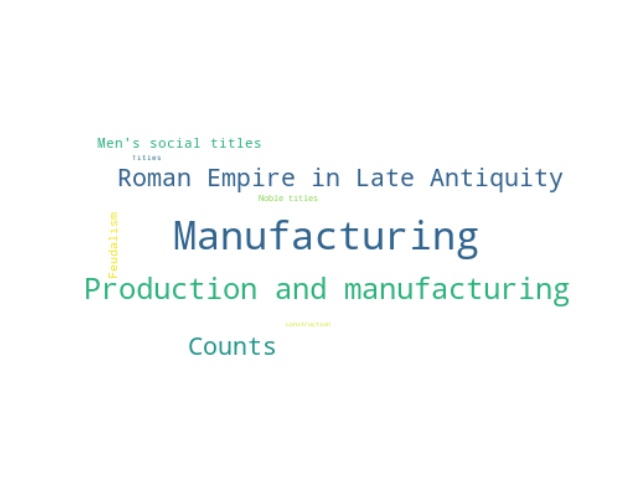 Men's social titles
Titles
Roman Empire in Late Antiquity
Noble titles
Feudalism
Manufacturing
Production and manufacturing
Construction
Counts